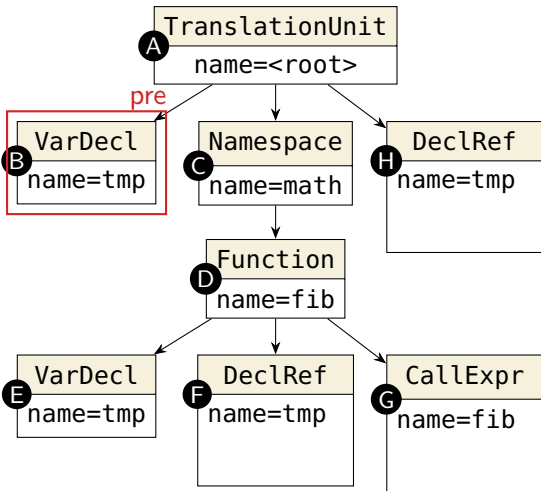 TranslationUnit
A
name=<root>
pre
VarDecl
B
name=tmp
Namespace
C
name=math
DeclRef
H
name=tmp
Function
D
name=fib
VarDecl
E
name=tmp
DeclRef
F
name=tmp
CallExpr
G
name=fib